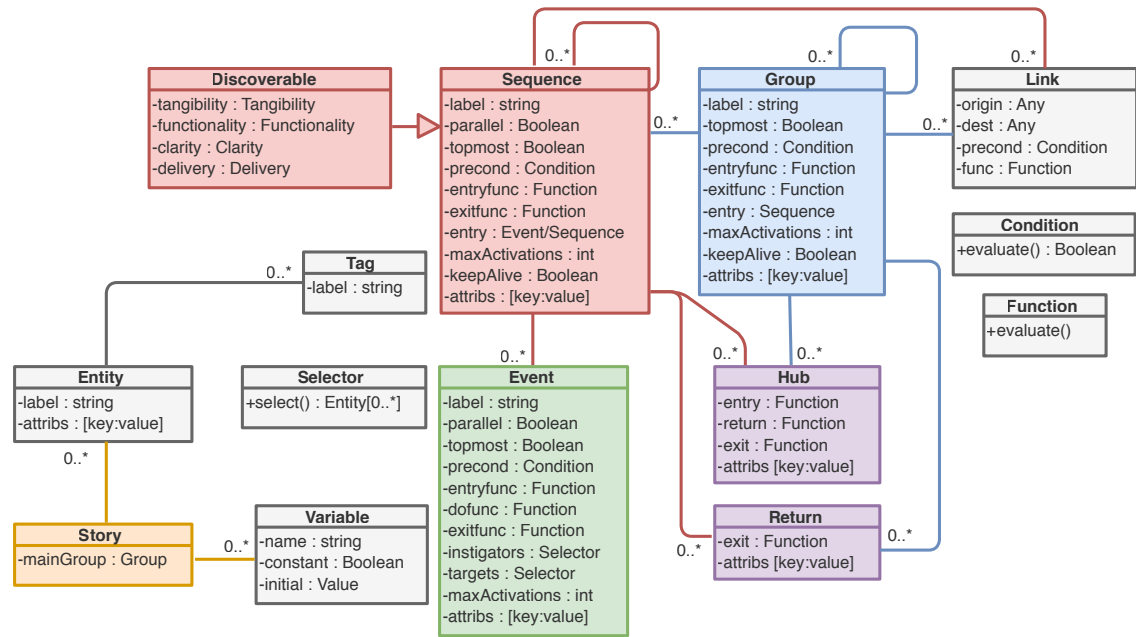 0..*
0..*
0..*
0..*
Discoverable
-tangibility : Tangibility
-functionality : Functionality
-clarity : Clarity
-delivery : Delivery
Sequence
-label : string
-parallel : Boolean
-topmost : Boolean
-precond : Condition
-entryfunc : Function
-exitfunc : Function
-entry : Event/Sequence
-maxActivations : int
-keepAlive : Boolean
-attribs : [key:value]
0..*
Group
-label : string
-topmost : Boolean
-precond : Condition
-entryfunc : Function
-exitfunc : Function
-entry : Sequence
-maxActivations : int
-keepAlive : Boolean
-attribs : [key:value]
0..*
Link
-origin : Any
-dest : Any
-precond : Condition
-func : Function
Condition
+evaluate() : Boolean
Function
+evaluate()
0..*
Tag
-label : string
0..*
0..*
0..*
Entity
-label : string
-attribs : [key:value]
0..*
Selector
+select() : Entity[0..*]
Event
-label : string
-parallel : Boolean
-topmost : Boolean
-precond : Condition
-entryfunc : Function
-dofunc : Function
-exitfunc : Function
-instigators : Selector
-targets : Selector
-maxActivations : int
-attribs : [key:value]
Hub
-entry : Function
-return : Function
-exit : Function
-attribs [key:value]
Story
-mainGroup : Group
0..*
Variable
-name : string
-constant : Boolean
-initial : Value
0..*
Return
-exit : Function
-attribs [key:value]
0..*